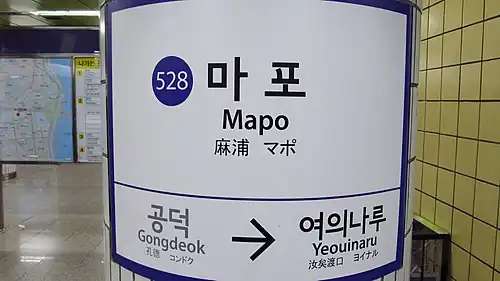 528 마포
Mapo
麻浦 マポ
공덕
Gongdeok
孔德 コンドク
여의나루
Yeouinaru
汝矣渡口 ヨイナル